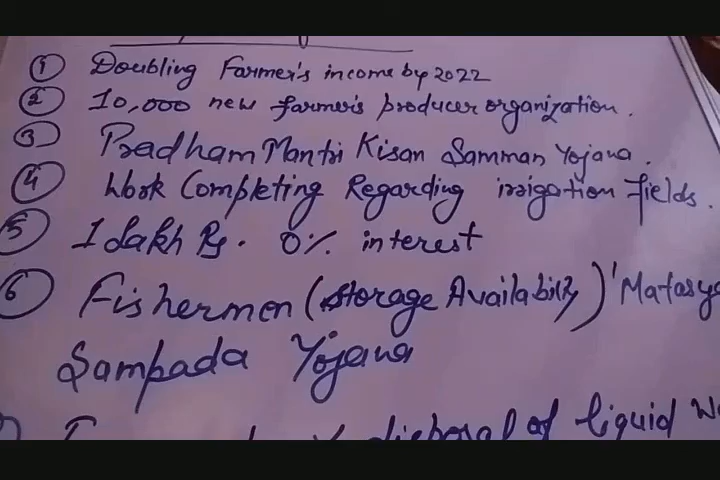 ① Doubling Farmer's income by 2022
② 10,000 new farmer's producer organization.
③ Pradham Mantri Kisan Samman Yojana.
④ Work Completing Regarding irrigation fields.
⑤ 1 Lakh Rs. 0% interest
⑥ Fishermen (Storage Availability) 'Matasya
Sampada Yojana
disposal of liquid